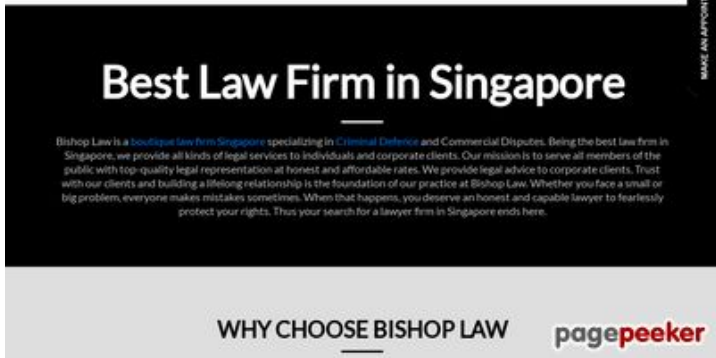 MAKE AN APPOINT
Best Law Firm in Singapore
Bishop Law is a boutique law firm Singapore specializing in Criminal Defence and Commercial Disputes. Being the best law firm in
Singapore, we provide all kinds of legal services to individuals and corporate clients. Our mission is to serve all members of the
public with top-quality legal representation at honest and affordable rates. We provide legal advice to corporate clients. Trust
with our clients and building a lifelong relationship is the foundation of our practice at Bishop Law. Whether you face a small or
big problem, everyone makes mistakes sometimes. When that happens, you deserve an honest and capable lawyer to fearlessly
protect your rights. Thus your search for a lawyer firm in Singapore ends here.
WHY CHOOSE BISHOP LAW
pagepeeker